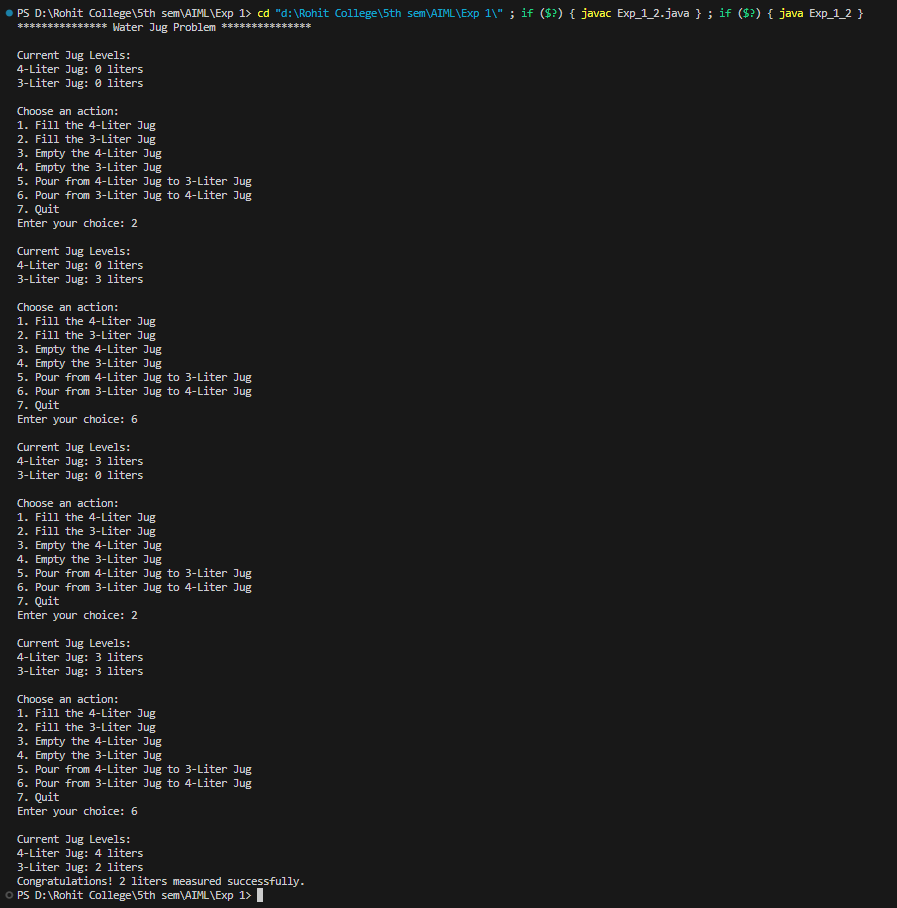 PS D:\Rohit College\5th sem\AIML\Exp 1> cd "d:\Rohit College\5th sem\AIML\Exp 1\" ; if ($?) { javac Exp_1_2.java } ; if ($?) { java Exp_1_2 }
*************** Water Jug Problem ***************
Current Jug Levels:
4-Liter Jug: 0 liters
3-Liter Jug: 0 liters
Choose an action:
1. Fill the 4-Liter Jug
2. Fill the 3-Liter Jug
3. Empty the 4-Liter Jug
4. Empty the 3-Liter Jug
5. Pour from 4-Liter Jug to 3-Liter Jug
6. Pour from 3-Liter Jug to 4-Liter Jug
7. Quit
Enter your choice: 2
Current Jug Levels:
4-Liter Jug: 0 liters
3-Liter Jug: 3 liters
Choose an action:
1. Fill the 4-Liter Jug
2. Fill the 3-Liter Jug
3. Empty the 4-Liter Jug
4. Empty the 3-Liter Jug
5. Pour from 4-Liter Jug to 3-Liter Jug
6. Pour from 3-Liter Jug to 4-Liter Jug
7. Quit
Enter your choice: 6
Current Jug Levels:
4-Liter Jug: 3 liters
3-Liter Jug: 0 liters
Choose an action:
1. Fill the 4-Liter Jug
2. Fill the 3-Liter Jug
3. Empty the 4-Liter Jug
4. Empty the 3-Liter Jug
5. Pour from 4-Liter Jug to 3-Liter Jug
6. Pour from 3-Liter Jug to 4-Liter Jug
7. Quit
Enter your choice: 2
Current Jug Levels:
4-Liter Jug: 3 liters
3-Liter Jug: 3 liters
Choose an action:
1. Fill the 4-Liter Jug
2. Fill the 3-Liter Jug
3. Empty the 4-Liter Jug
4. Empty the 3-Liter Jug
5. Pour from 4-Liter Jug to 3-Liter Jug
6. Pour from 3-Liter Jug to 4-Liter Jug
7. Quit
Enter your choice: 6
Current Jug Levels:
4-Liter Jug: 4 liters
3-Liter Jug: 2 liters
Congratulations! 2 liters measured successfully.
PS D:\Rohit College\5th sem\AIML\Exp 1>